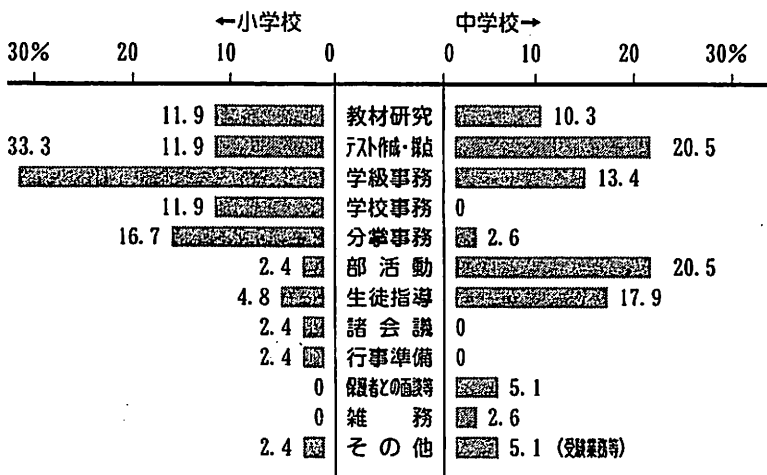 ←小学校 中学校→
30% 20 10 0 0 10 20 30%
11.9 教材研究 10.3
33.3 11.9 テスト作成・採点 20.5
学級事務 13.4
11.9 学校事務 0
16.7 分掌事務 2.6
2.4 部活動 20.5
4.8 生徒指導 17.9
2.4 諸会議 0
2.4 行事準備 0
0 保護者との面談等 5.1
0 雑務 2.6
2.4 その他 5.1 (受験業務等)